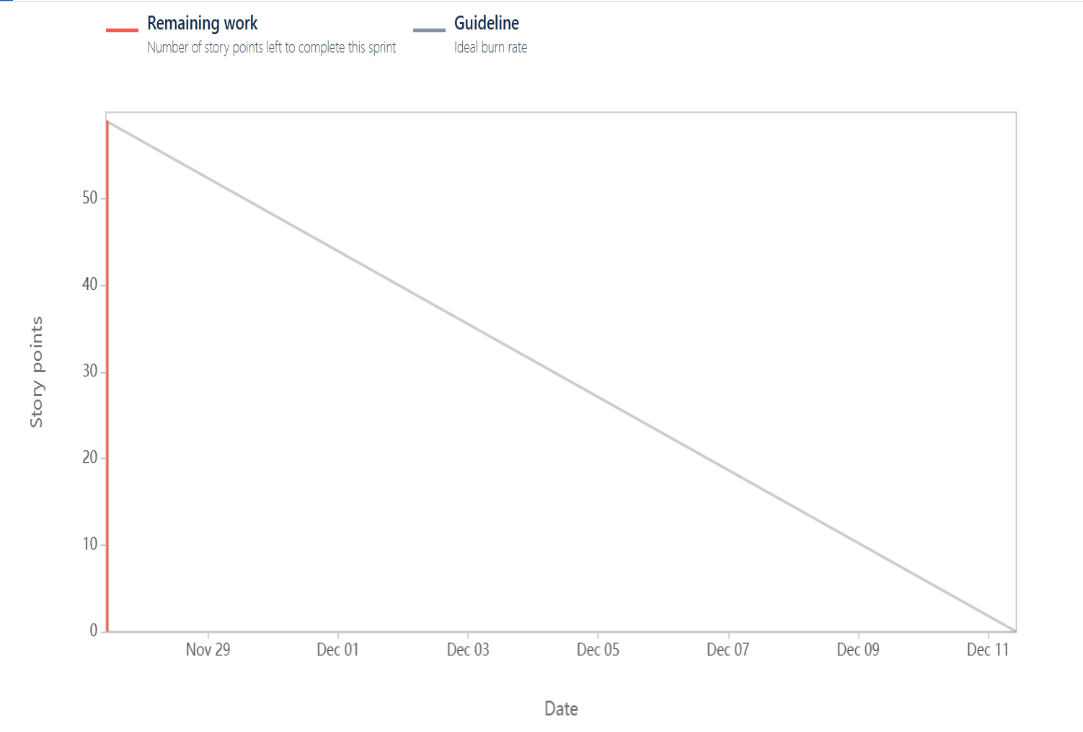 Remaining work
Number of story points left to complete this sprint
Guideline
Ideal burn rate
Story points
50
40
30
20
10
0
Nov 29 Dec 01 Dec 03 Dec 05 Dec 07 Dec 09 Dec 11
Date